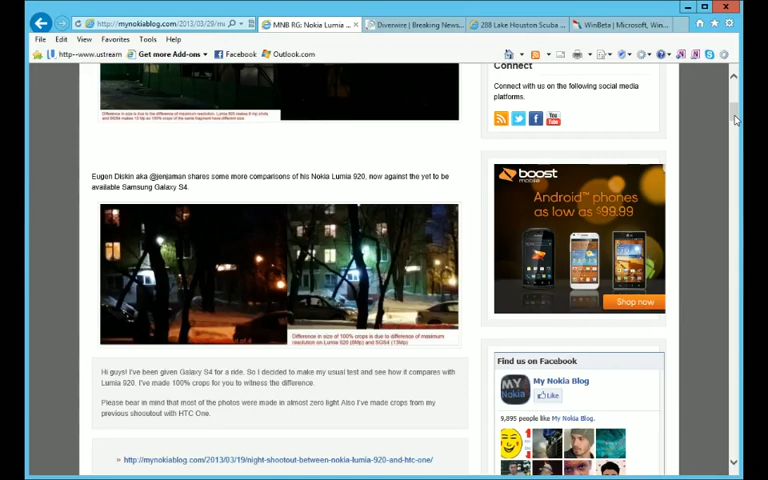 http://mynokiablog.com/2013/03/29/m
MNB RG: Nokia Lumia ...
Diverwire | Breaking News...
288 Lake Houston Scuba ...
WinBeta | Microsoft, Win...
File Edit View Favorites Tools Help
http--www.ustream
Get more Add-ons
Facebook
Outlook.com
Connect
Connect with us on the following social media
platforms.
You
Tube
Eugen Diskin aka @jenjaman shares some more comparisons of his Nokia Lumia 920, now against the yet to be
available Samsung Galaxy S4.
Difference in size of 100% crops is due to difference of maximum
resolution on Lumia 920 (8Mp) and SGS4 (13Mp)
Hi guys! I've been given Galaxy S4 for a ride. So I decided to make my usual test and see how it compares with
Lumia 920. I've made 100% crops for you to witness the difference.
Please bear in mind that most of the photos were made in almost zero light Also I've made crops from my
previous shooutout with HTC One.
» http://mynokiablog.com/2013/03/19/night-shootout-between-nokia-lumia-920-and-htc-one/
boost
mobile
Android™ phones
as low as $99.99
Shop now
Find us on Facebook
MY
Nokia
My Nokia Blog
Like
9,895 people like My Nokia Blog.